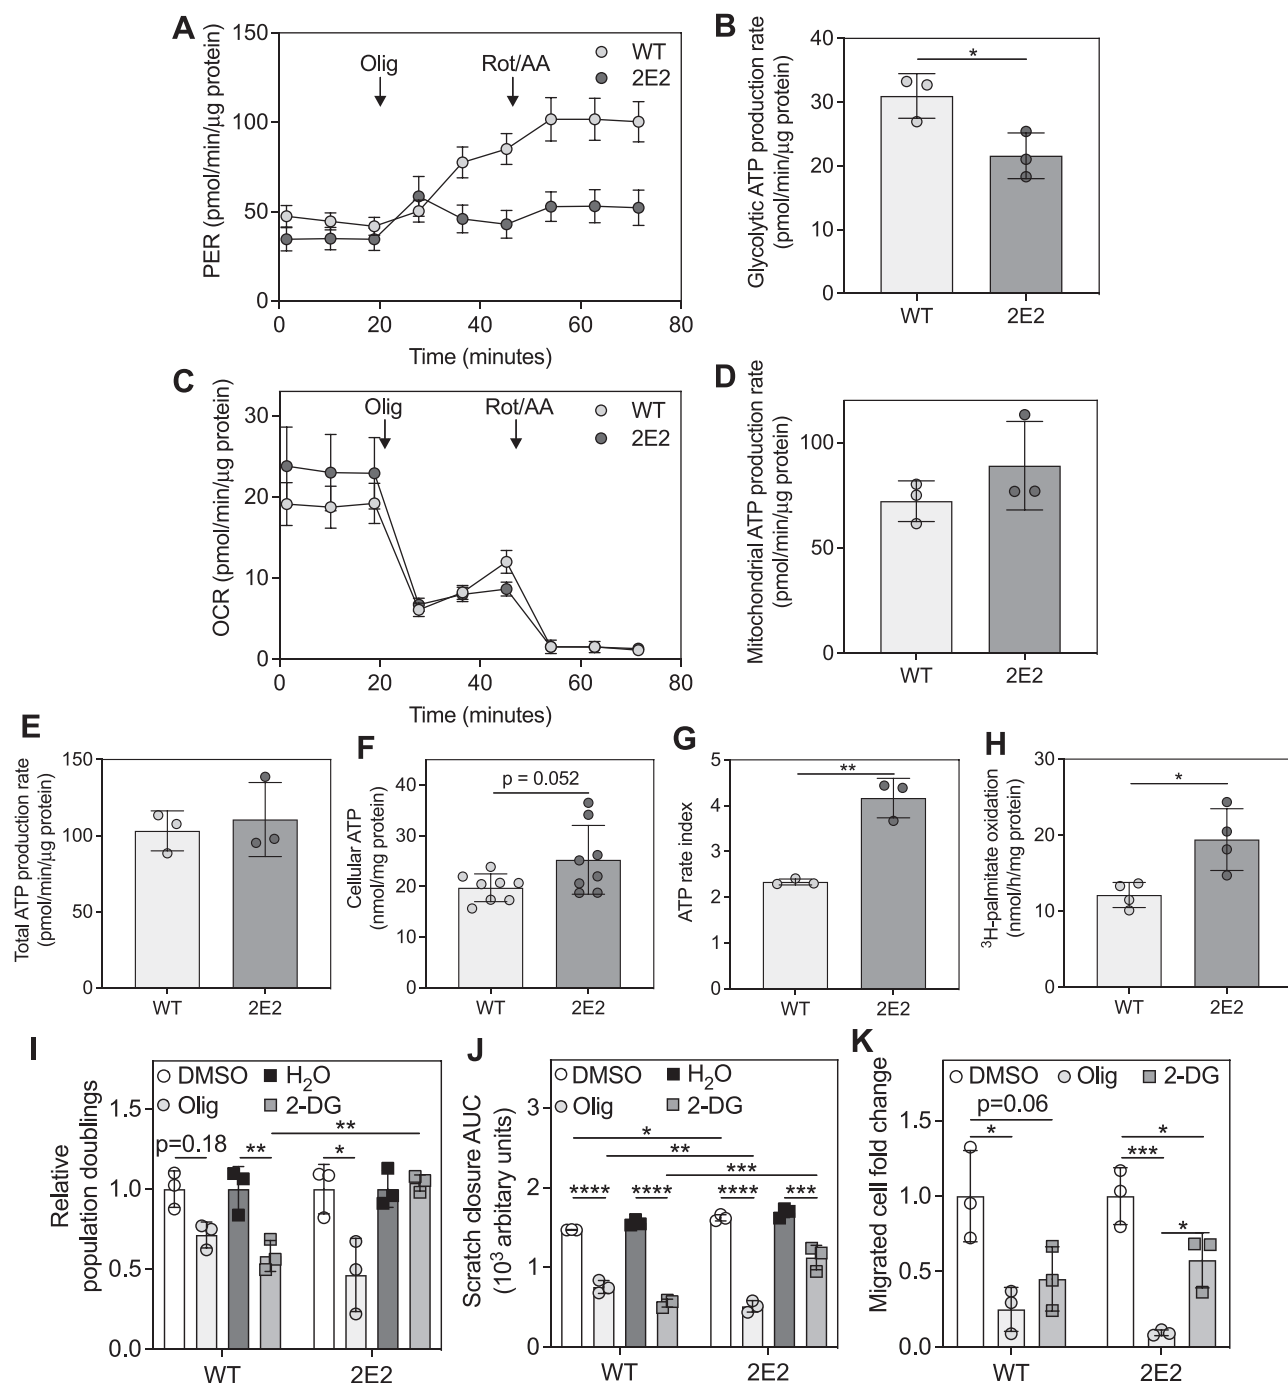 A
PER (pmol/min/µg protein)
150
100
50
0
Olig
Rot/AA
WT
2E2
0 20 40 60 80
Time (minutes)
B
Glycolytic ATP production rate
(pmol/min/µg protein)
40
30
20
10
0
*
WT 2E2
C
OCR (pmol/min/µg protein)
30
20
10
0
Olig
Rot/AA
WT
2E2
0 20 40 60 80
Time (minutes)
D
Mitochondrial ATP production rate
(pmol/min/µg protein)
100
50
0
WT 2E2
E
Total ATP production rate
(pmol/min/µg protein)
150
100
50
0
WT 2E2
F
Cellular ATP
(nmol/mg protein)
40
30
20
10
0
p = 0.052
WT 2E2
G
ATP rate index
5
4
3
2
1
0
**
WT 2E2
H
³H-palmitate oxidation
(nmol/h/mg protein)
30
20
10
0
*
WT 2E2
I
Relative
population doublings
1.5
1.0
0.5
0.0
DMSO H₂O
Olig 2-DG
p=0.18 ** * **
WT 2E2
J
Scratch closure AUC
(10³ arbitary units)
3
2
1
0
DMSO H₂O
Olig 2-DG
*
**
***
**** **** **** ***
WT 2E2
K
Migrated cell fold change
1.5
1.0
0.5
0.0
DMSO Olig 2-DG
p=0.06
* *
***
*
WT 2E2